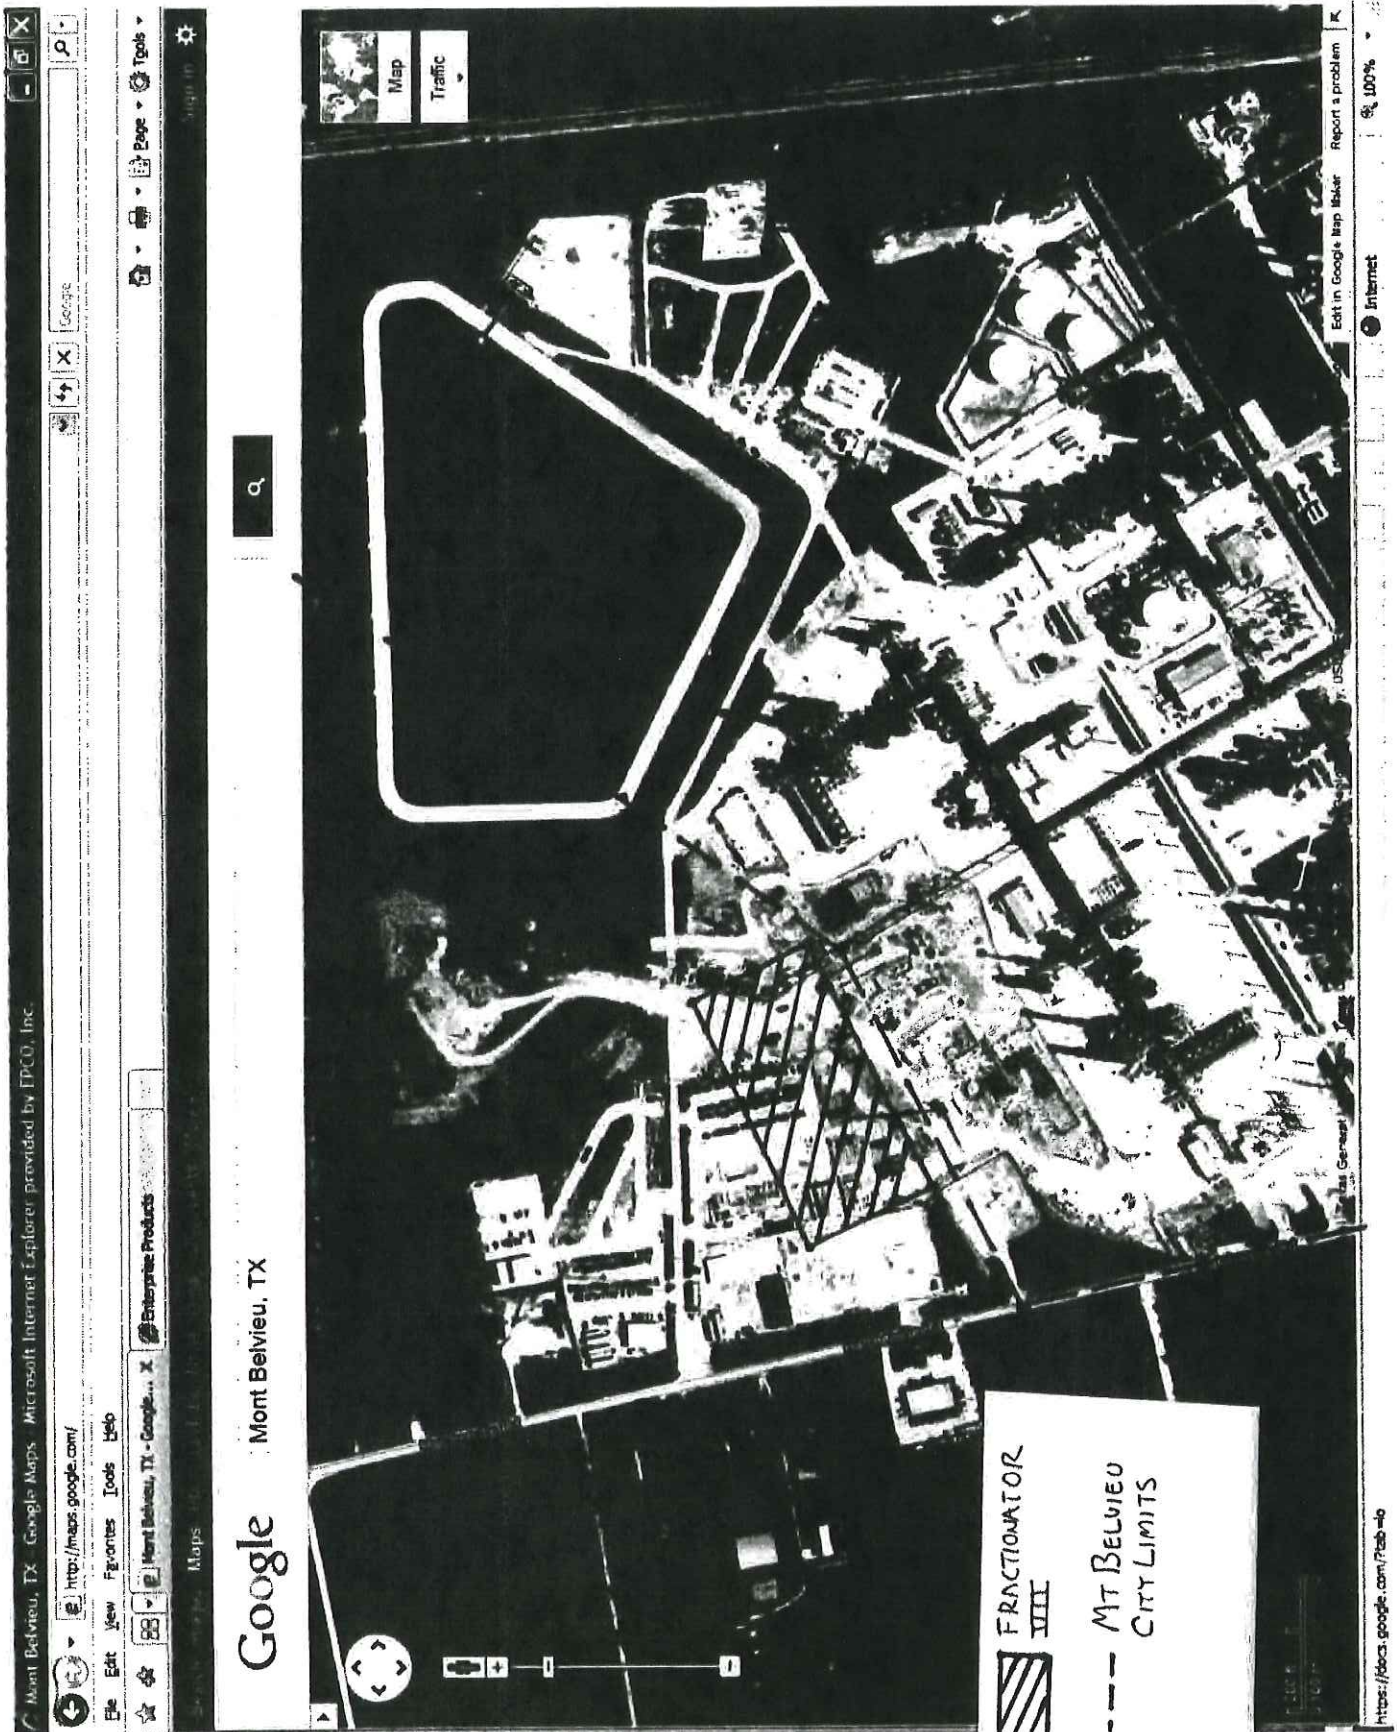 Mont Belvieu, TX - Google Maps - Microsoft Internet Explorer provided by EPCO, Inc.
http://maps.google.com/
Google
File Edit View Favorites Tools Help
Mont Belvieu, TX - Google... X
Enterprise Products
Page
Tools
Maps
Sign in
Google
Mont Belvieu, TX
Map
Traffic
FRACTIONATOR
VIII
MT BELVIEU
CITY LIMITS
Edit in Google Map Maker
Report a problem
https://docs.google.com/?tab=lo
Internet
100%